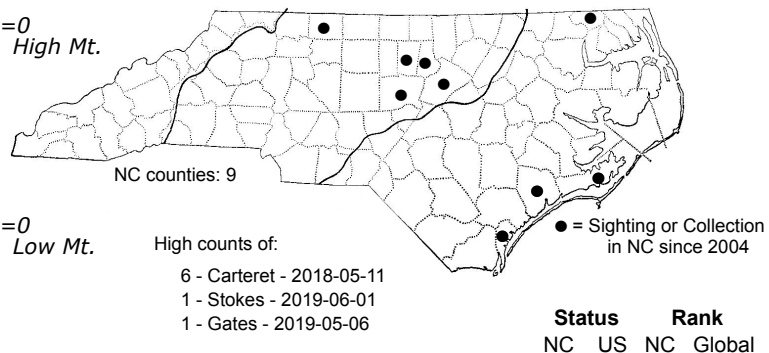 =0
High Mt.
NC counties: 9
=0
Low Mt.
High counts of:
6 - Carteret - 2018-05-11
1 - Stokes - 2019-06-01
1 - Gates - 2019-05-06
● = Sighting or Collection
in NC since 2004
Status Rank
NC US NC Global